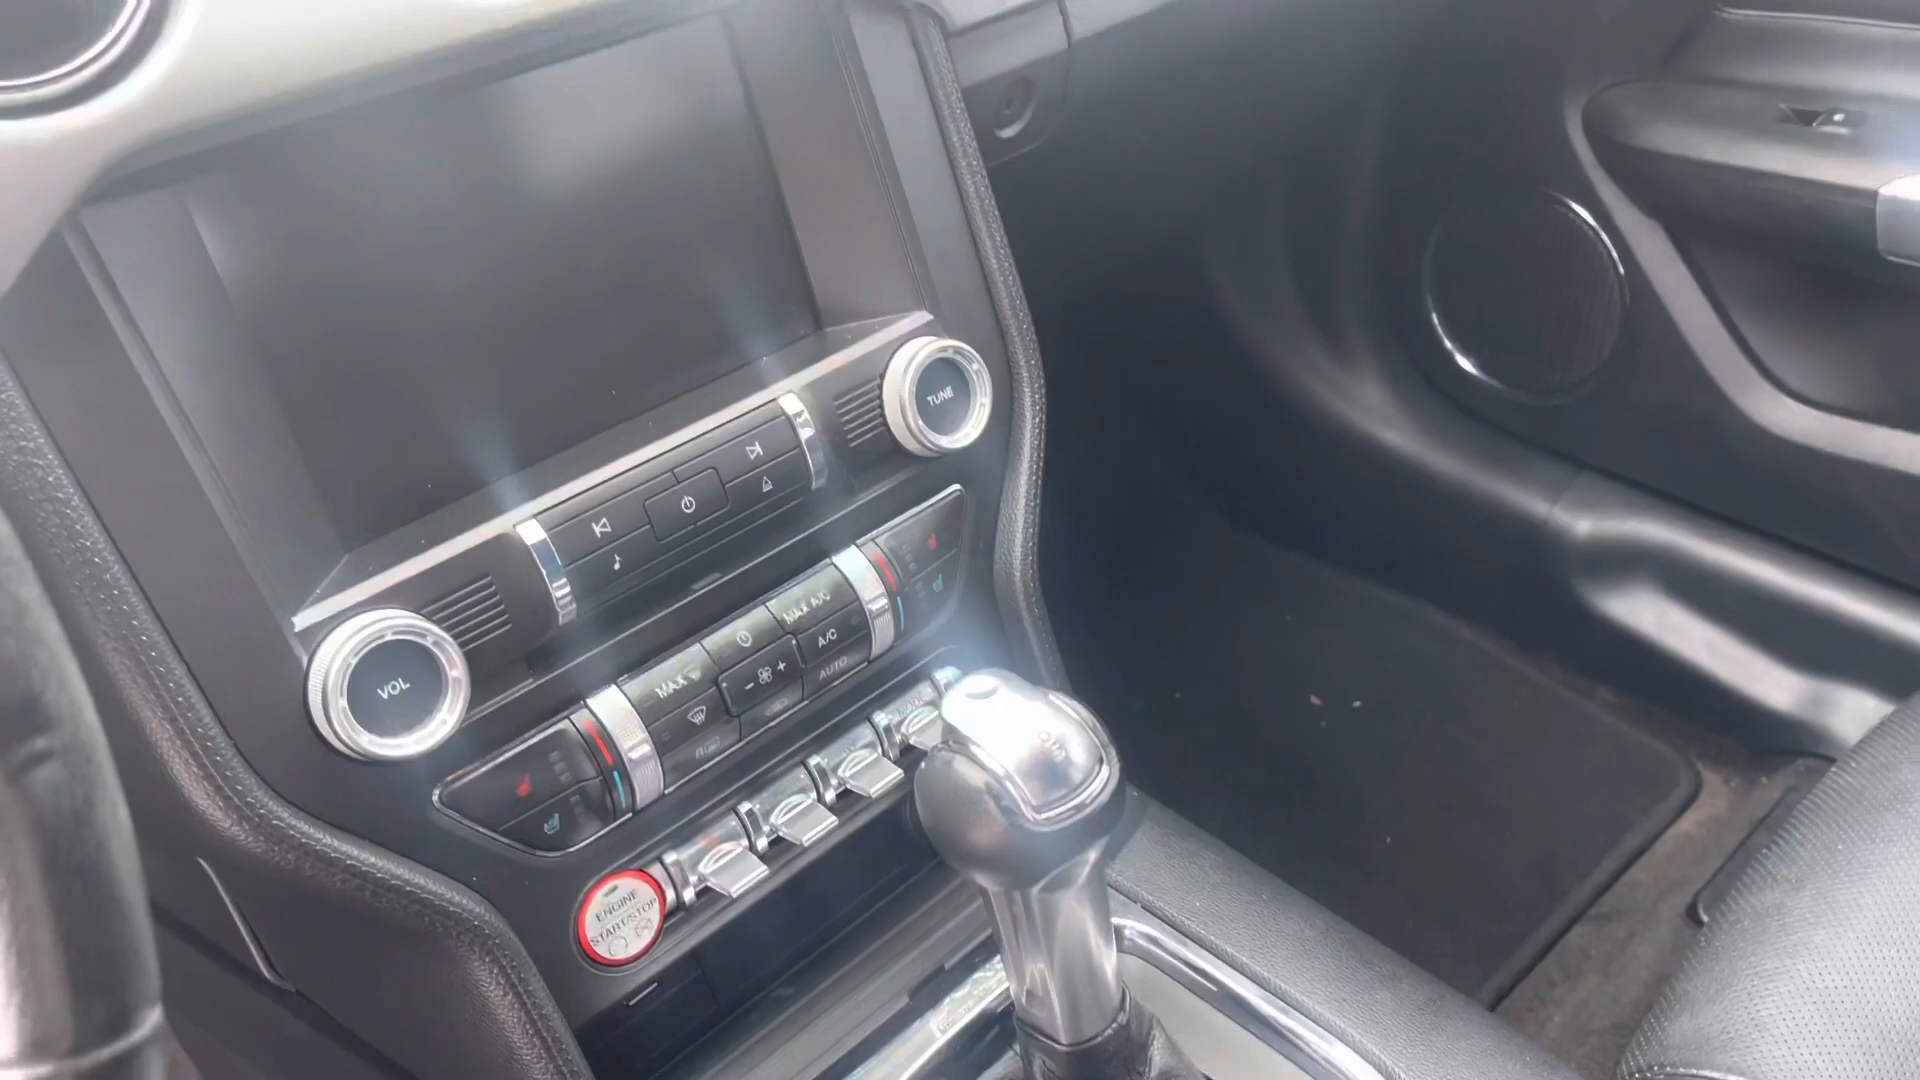 TUNE
VOL
MAX A/C
MAX
A/C
AUTO
ENGINE
START/STOP